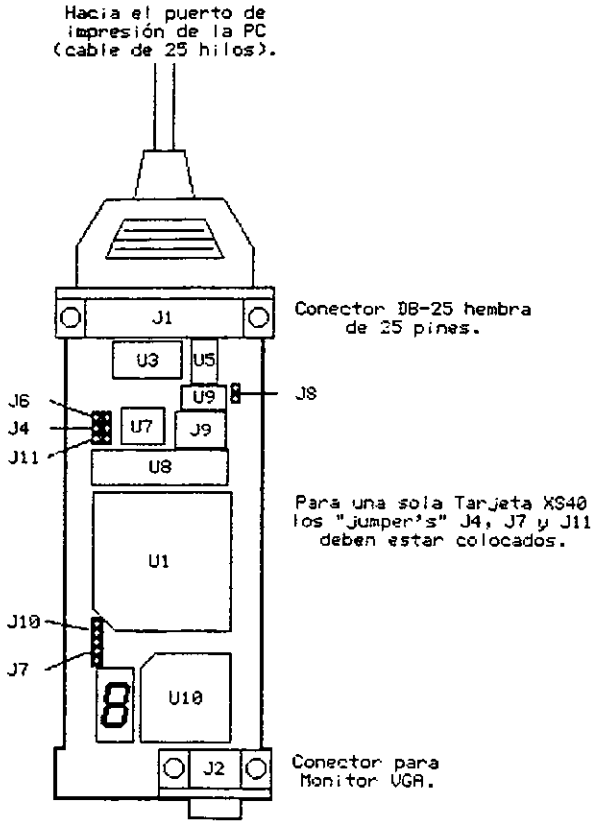 Hacia el puerto de
impresión de la PC
(cable de 25 hilos).
J1
Conector DB-25 hembra
de 25 pines.
U3
U5
U9
J8
J6
J4
J11
U7
J9
U8
Para una sola Tarjeta XS40
los "jumper's" J4, J7 y J11
deben estar colocados.
U1
J10
J7
8
U10
J2
Conector para
Monitor VGA.